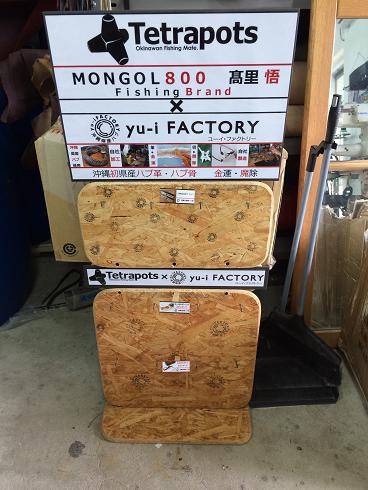 Tetrapots
Okinawan Fishing Mate.
MONGOL800 髙里 悟
Fishing Brand
×
yu-i FACTORY
ユーイ・ファクトリー
沖縄初県産ハブ革・ハブ骨 金運・魔除
Tetrapots × yu-i FACTORY